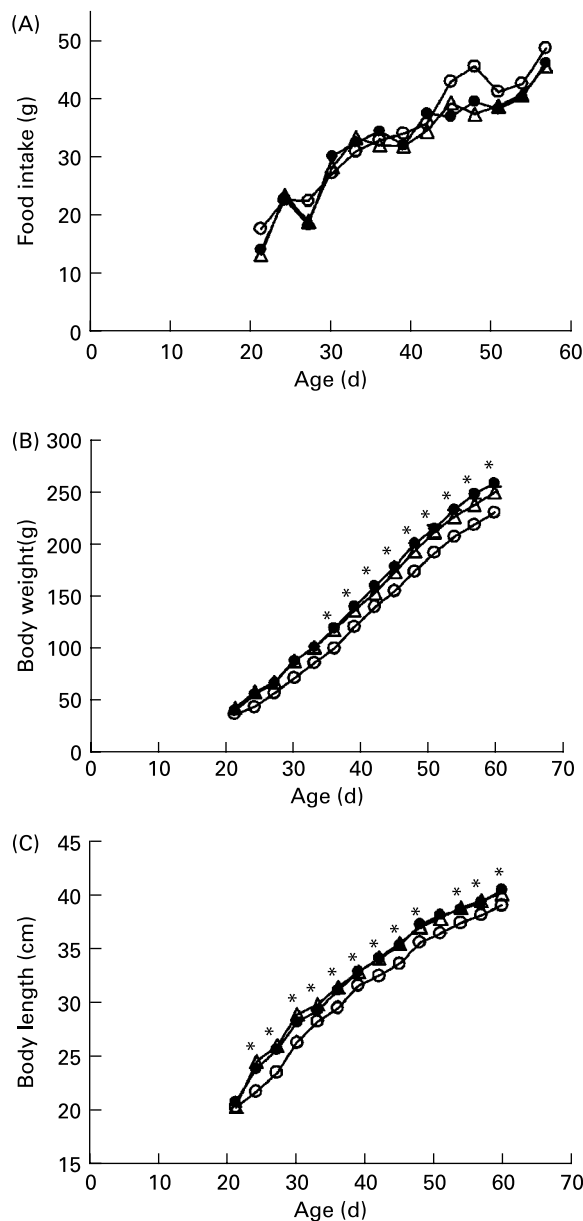 (A)
50
40
30
20
10
0
Food intake (g)
0 10 20 30 40 50 60
Age (d)
(B)
300
250
200
150
100
50
0
Body weight(g)
* * * * * * * * *
0 10 20 30 40 50 60 70
Age (d)
(C)
45
40
35
30
25
20
15
Body length (cm)
* * * * * * * * * * * *
0 10 20 30 40 50 60 70
Age (d)